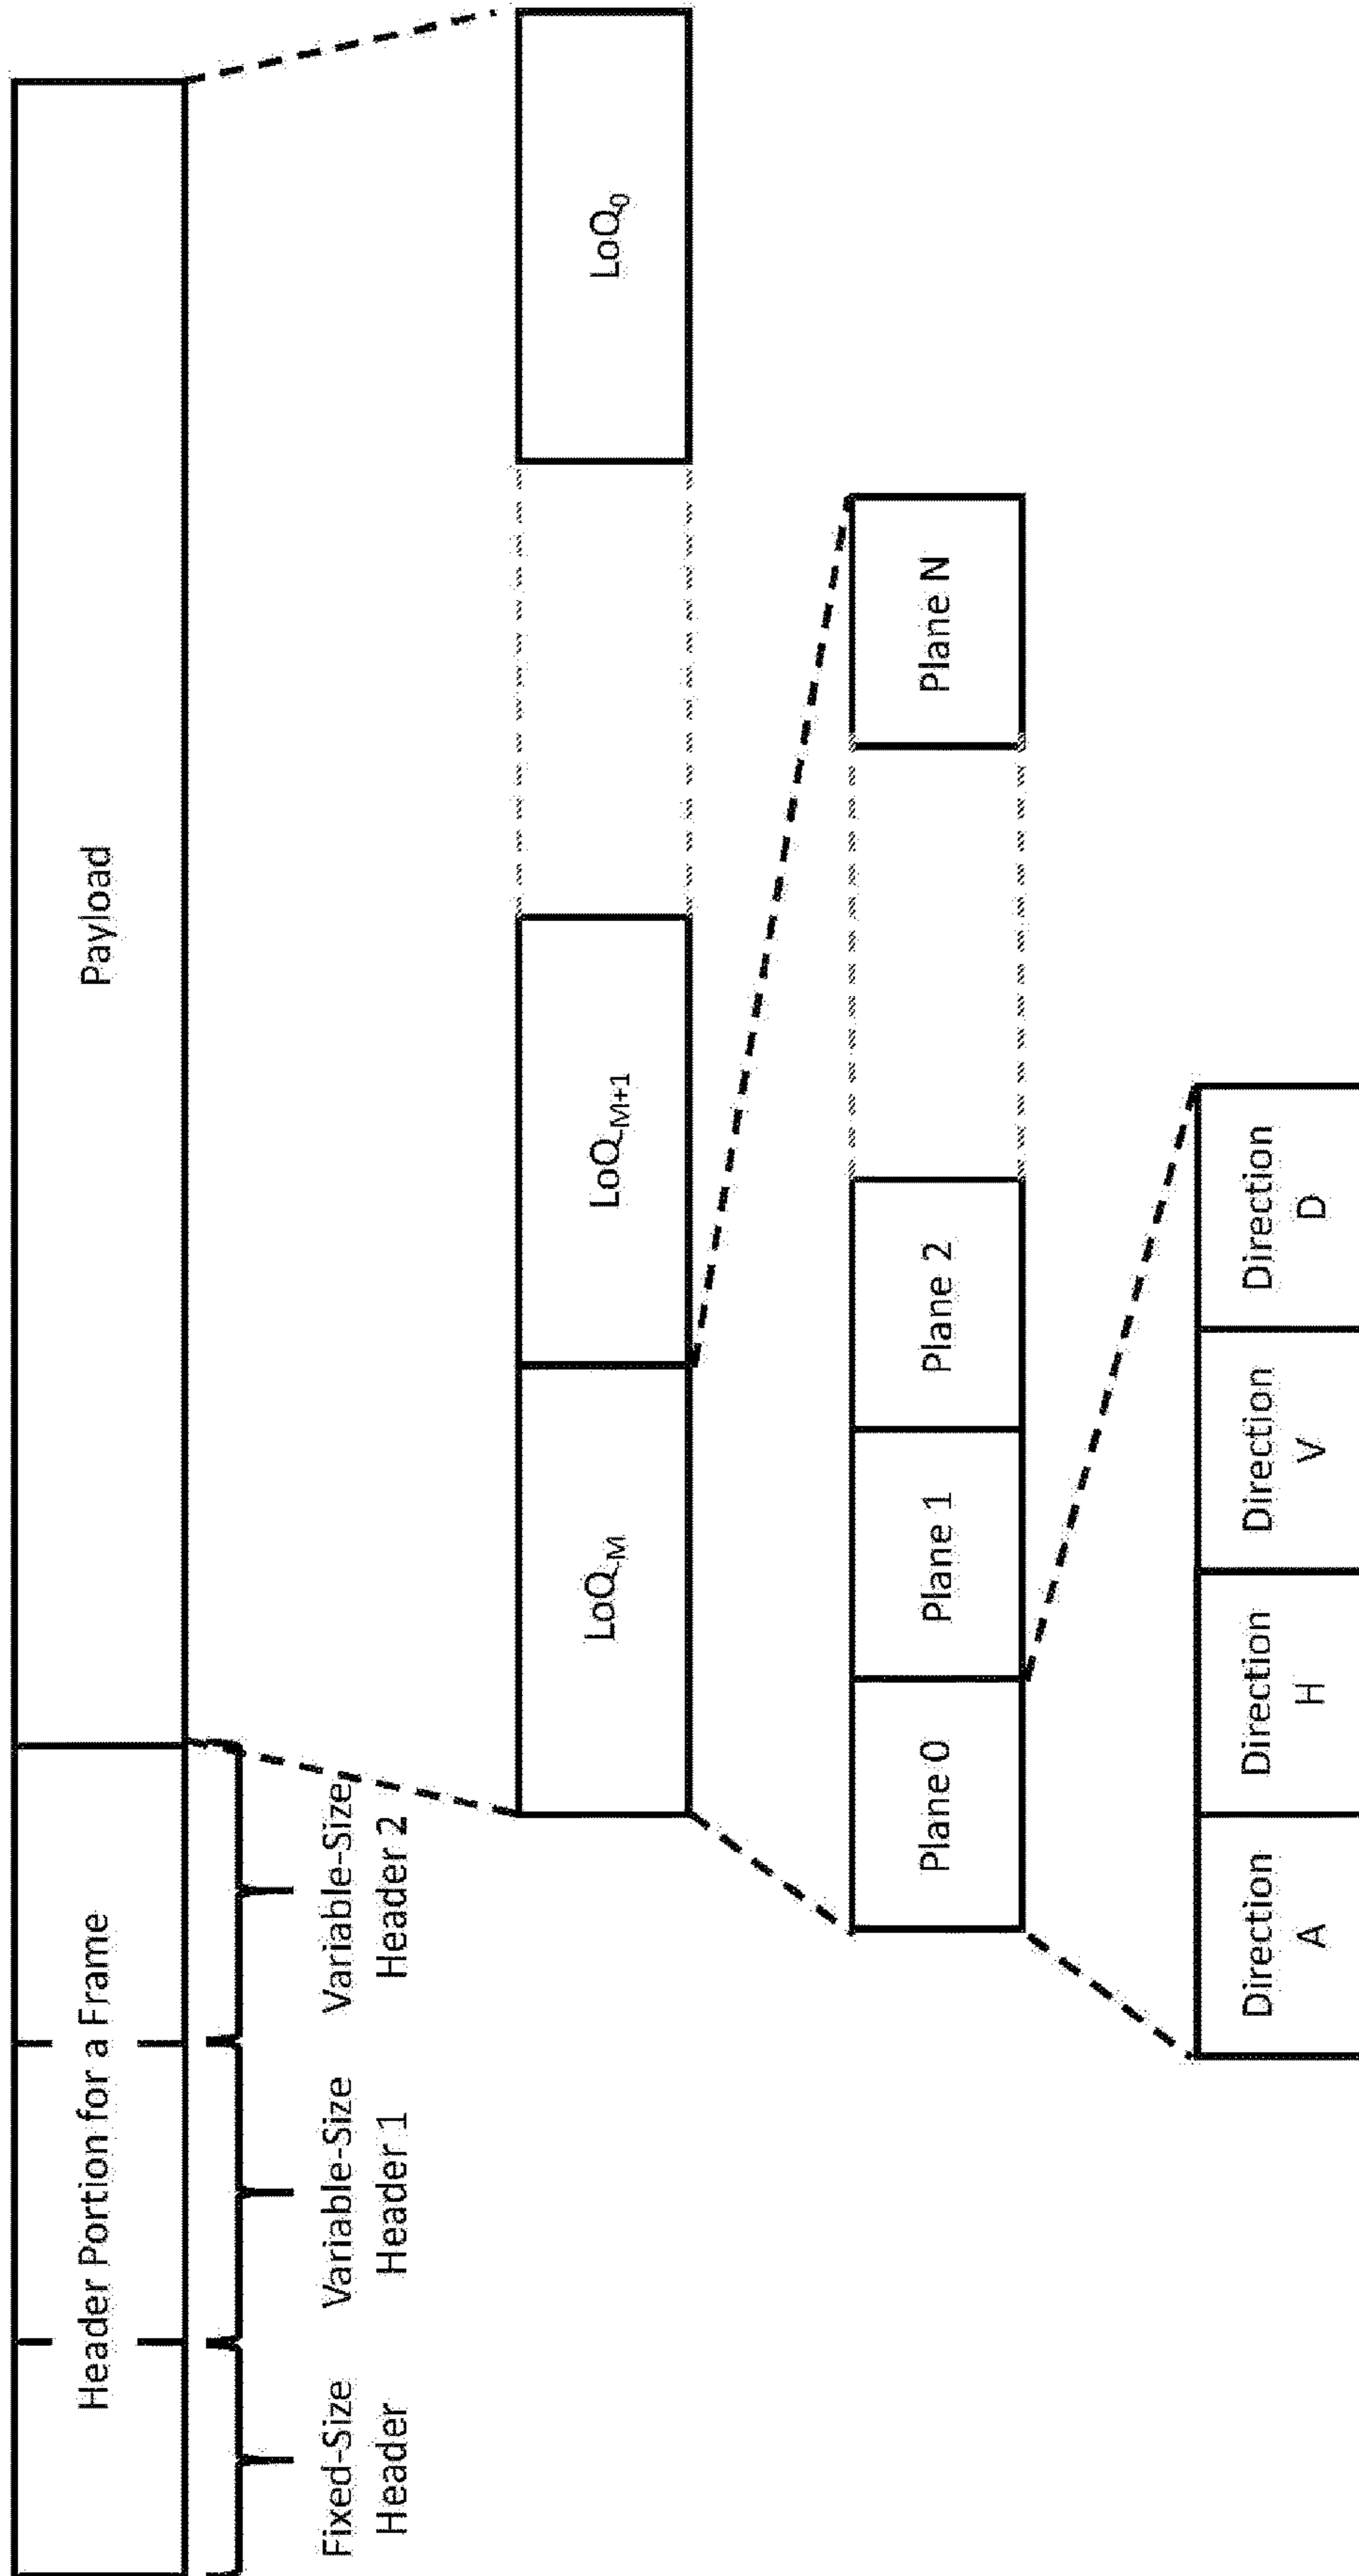 Header Portion for a Frame
Payload
Fixed-Size
Header
Variable-Size
Header 1
Variable-Size
Header 2
LoQ-M
LoQ-M+1
LoQ0
Plane 0
Plane 1
Plane 2
Plane N
Direction
A
Direction
H
Direction
V
Direction
D